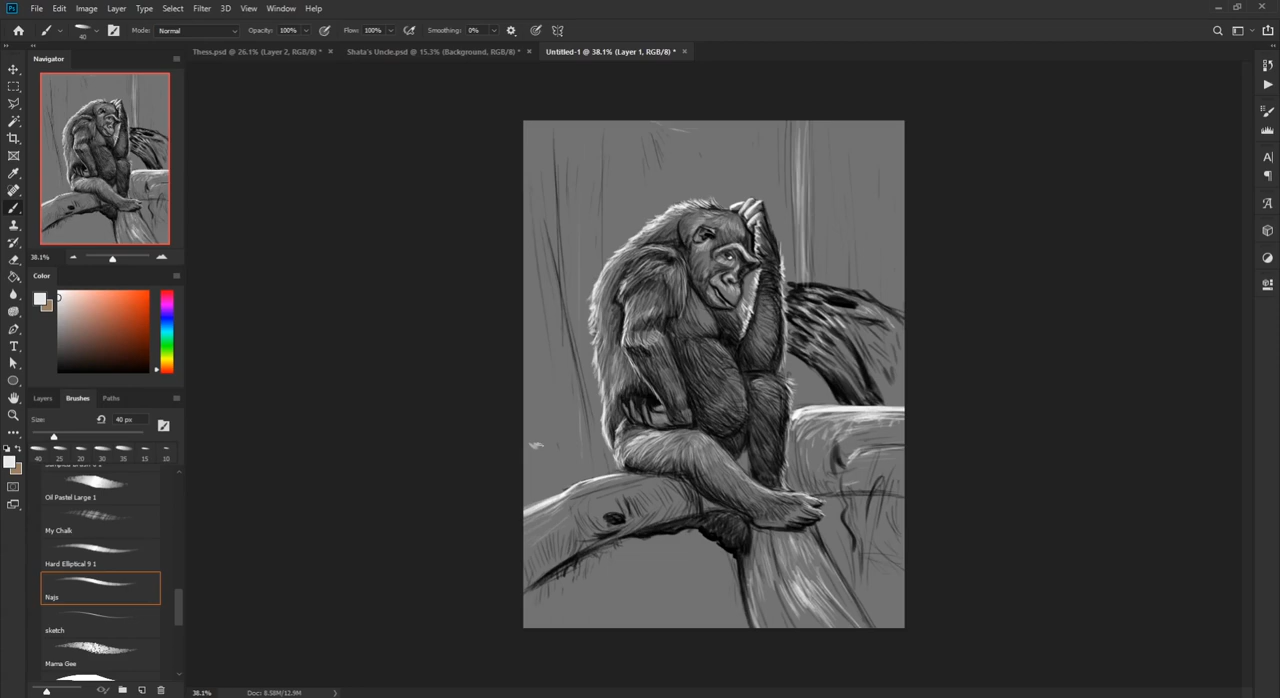 Ps File Edit Image Layer Type Select Filter 3D View Window Help
40 Mode: Normal Opacity: 100% Flow: 100% Smoothing: 0%
Thess.psd @ 26.1% (Layer 2, RGB/8) * Shata's Uncle.psd @ 15.3% (Background, RGB/8) * Untitled-1 @ 38.1% (Layer 1, RGB/8) *
Navigator
38.1%
Color
Layers Brushes Paths
Size: 40 px
40 25 20 30 35 15 10
Oil Pastel Large 1
My Chalk
Hard Elliptical 9 1
Najs
sketch
Mama Gee
38.1% Doc: 8.58M/12.9M